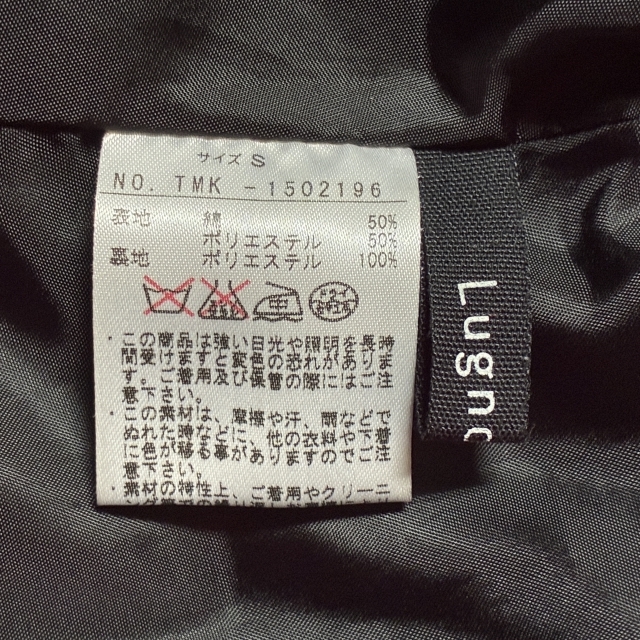 サイズ S
NO. TMK -1502196
表地 綿 50%
ポリエステル 50%
裏地 ポリエステル 100%
ドライ
・この商品は強い日光や照明を長時
間受けますと変色の恐れがありま
す。ご着用及び保管の際にはご注
意下さい。
・この素材は、摩擦や汗、雨などで
ぬれた時などに、他の衣料や下着
に色が移る事がありますのでご注
意下さい。
・素材の特性上、ご着用やクリーニ
Lugno